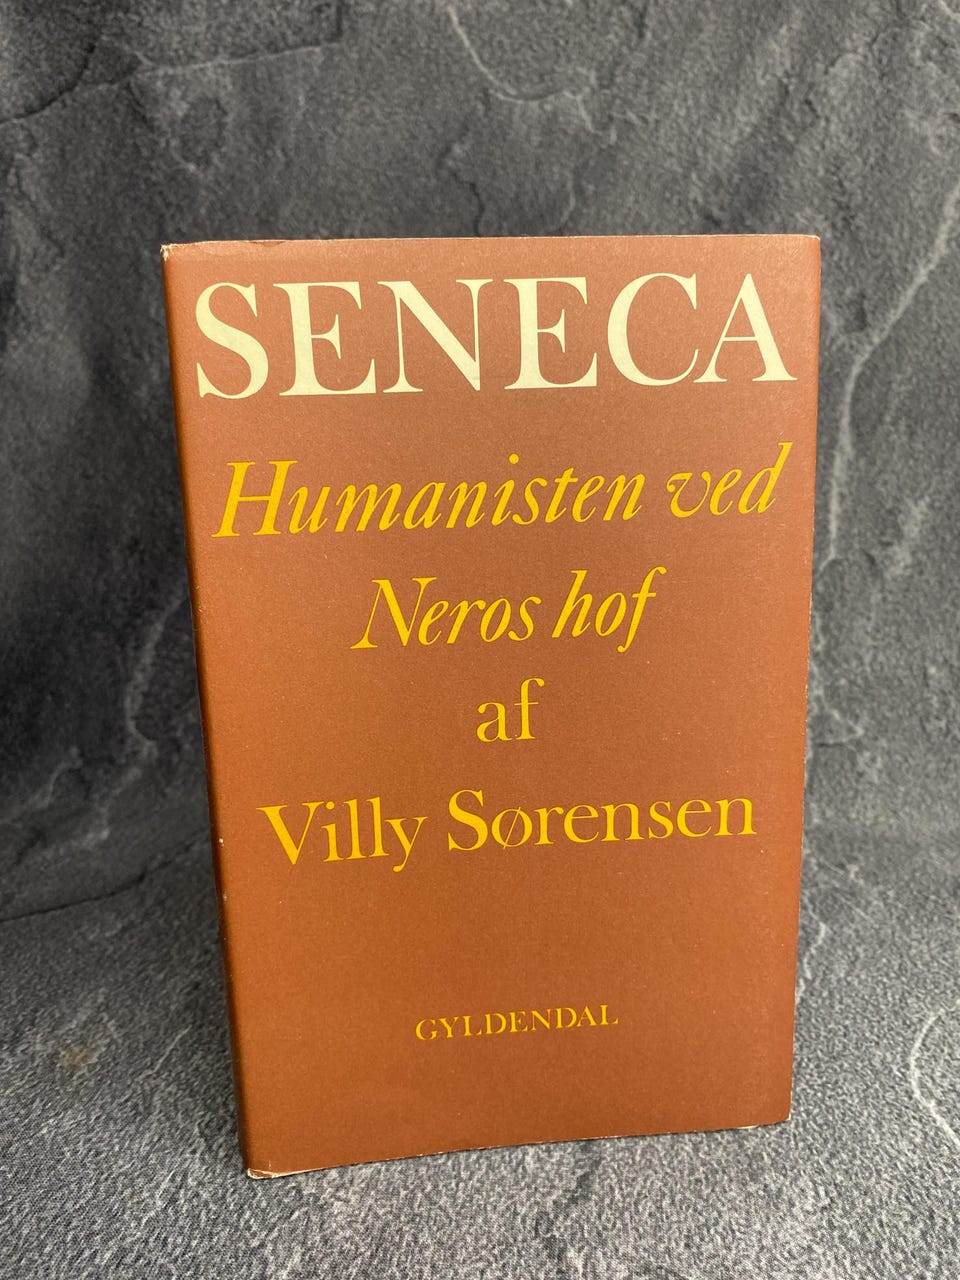 SENECA
Humanisten ved
Neros hof
af
Villy Sørensen
GYLDENDAL